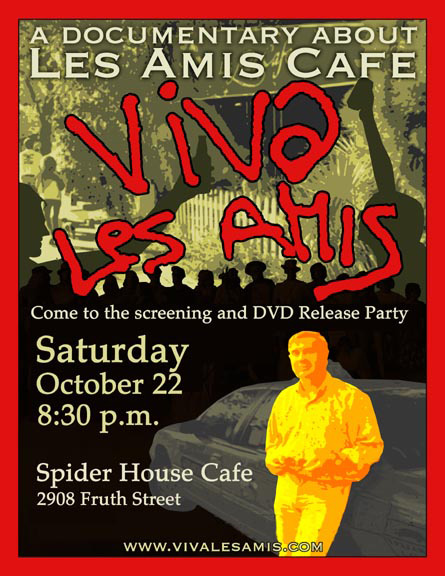 A DOCUMENTARY ABOUT
LES AMIS CAFE
Viva
Les AMIS
Come to the screening and DVD Release Party
Saturday
October 22
8:30 p.m.
Spider House Cafe
2908 Fruth Street
WWW.VIVALESAMIS.COM